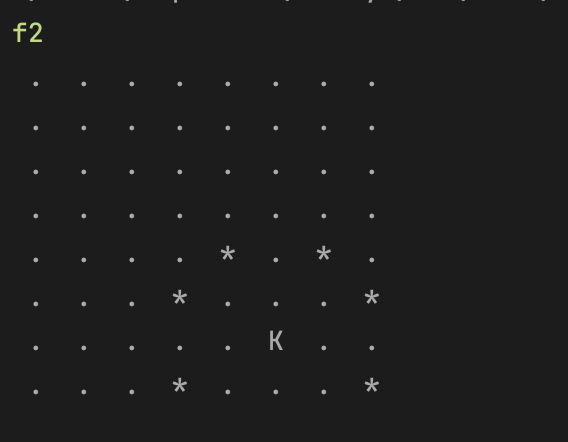 f2
. . . . . . . .
. . . . . . . .
. . . . . . . .
. . . . . . . .
. . . . * . * .
. . . * . . . *
. . . . . K . .
. . . * . . . *